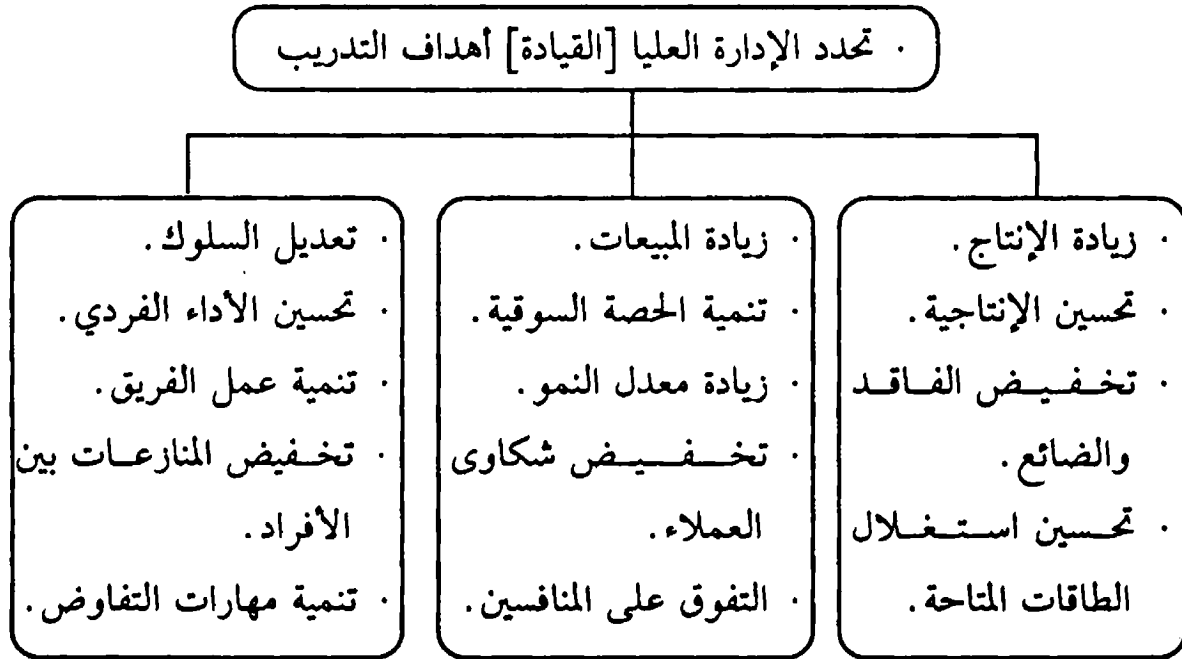 · تحدد الإدارة العليا [القيادة] أهداف التدريب
· زيادة الإنتاج.
· تحسين الإنتاجية.
· تخفيض الفاقد
والضائع.
· تحسين استغلال
الطاقات المتاحة.
· زيادة المبيعات.
· تنمية الحصة السوقية.
· زيادة معدل النمو.
· تخفيض شكاوى
العملاء.
· التفوق على المنافسين.
· تعديل السلوك.
· تحسين الأداء الفردي.
· تنمية عمل الفريق.
· تخفيض المنازعات بين
الأفراد.
· تنمية مهارات التفاوض.